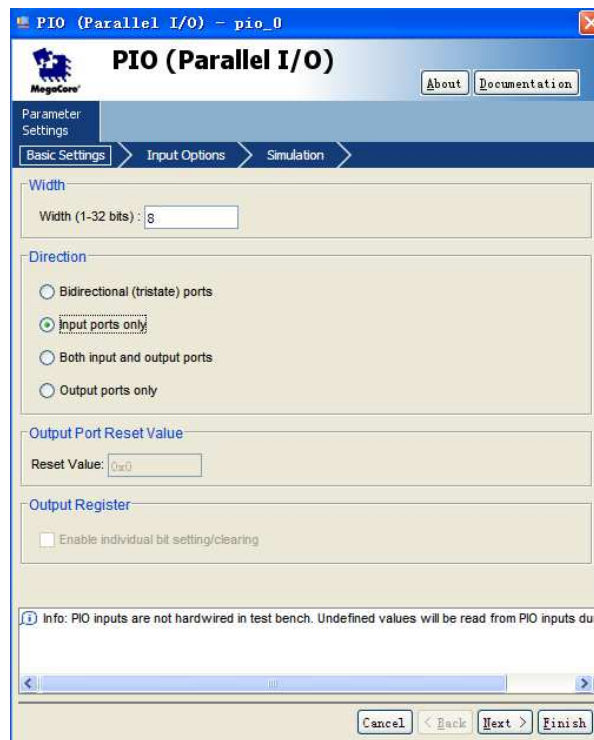 PIO (Parallel I/O) - pio_0
MegaCore'
PIO (Parallel I/O)
About
Documentation
Parameter
Settings
Basic Settings
Input Options
Simulation
Width
Width (1-32 bits) : 8
Direction
Bidirectional (tristate) ports
Input ports only
Both input and output ports
Output ports only
Output Port Reset Value
Reset Value: 0x0
Output Register
Enable individual bit setting/clearing
Info: PIO inputs are not hardwired in test bench. Undefined values will be read from PIO inputs du
Cancel
< Back
Next >
Finish